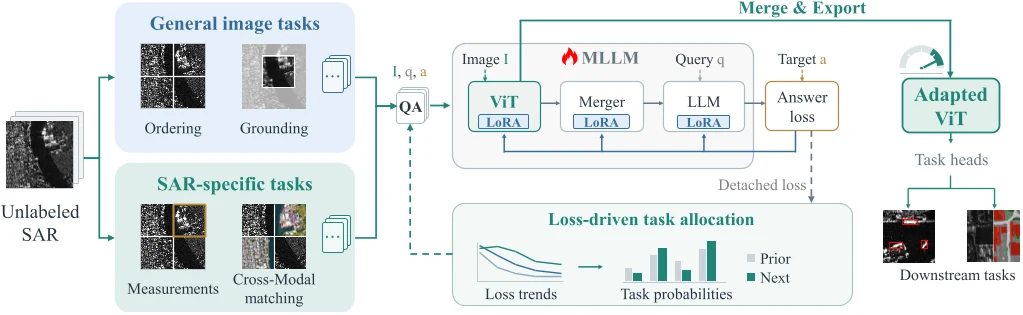 Merge & Export
General image tasks
Ordering
Grounding
...
SAR-specific tasks
Measurements
Cross-Modal
matching
...
Unlabeled
SAR
I, q, a
QA
Image I
MLLM
Query q
Target a
ViT
LoRA
Merger
LoRA
LLM
LoRA
Answer
loss
Detached loss
Loss-driven task allocation
Loss trends
Task probabilities
Prior
Next
Adapted
ViT
Task heads
Downstream tasks